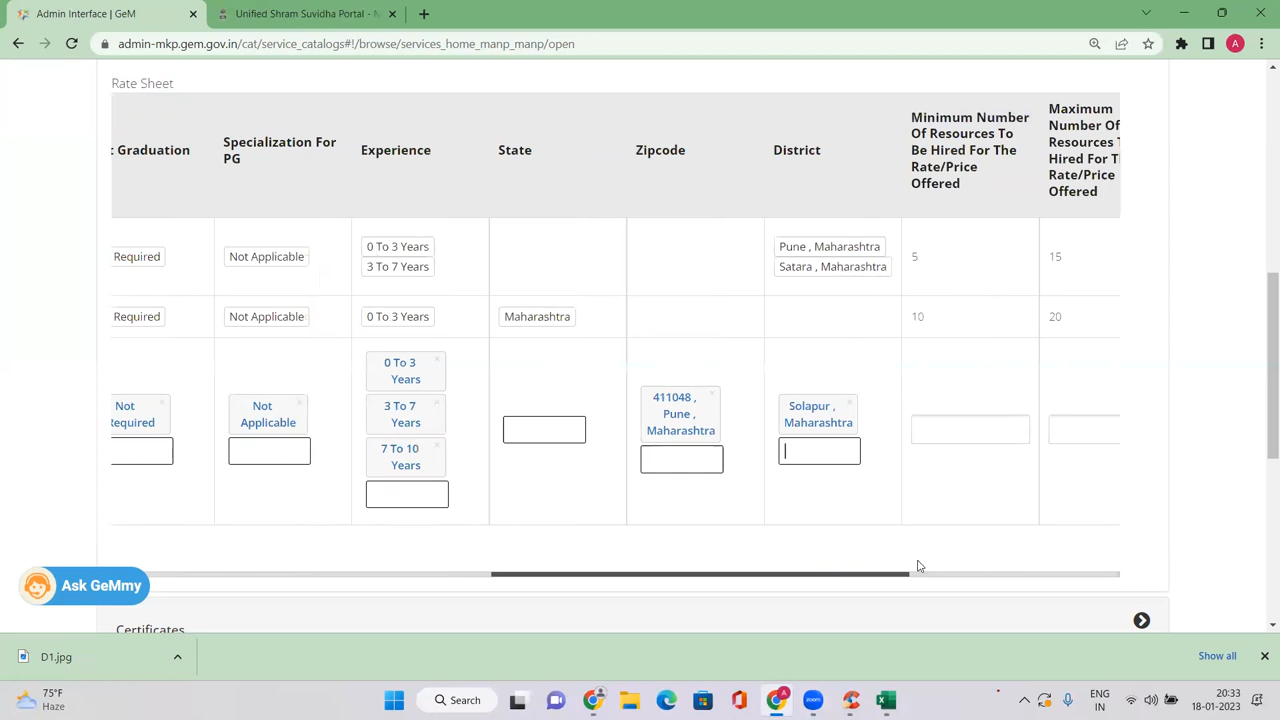 Admin Interface | GeM
Unified Shram Suvidha Portal -
admin-mkp.gem.gov.in/cat/service_catalogs#!/browse/services_home_manp_manp/open
A
Rate Sheet
t Graduation
Specialization For
PG
Experience
State
Zipcode
District
Minimum Number
Of Resources To
Be Hired For The
Rate/Price
Offered
Maximum
Number Of
Resources T
Hired For T
Rate/Price
Offered
Required
Not Applicable
0 To 3 Years
3 To 7 Years
Pune , Maharashtra
Satara , Maharashtra
5
15
Required
Not Applicable
0 To 3 Years
Maharashtra
10
20
Not
Required
Not
Applicable
0 To 3
Years
3 To 7
Years
7 To 10
Years
411048 ,
Pune ,
Maharashtra
Solapur ,
Maharashtra
Ask GeMmy
Certificates
D1.jpg
Show all
75°F
Haze
Search
ENG
IN
20:33
18-01-2023